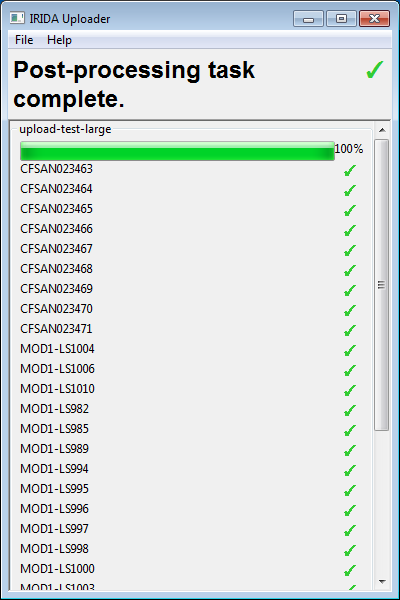 IRIDA Uploader
File Help
Post-processing task
complete.
upload-test-large
100%
CFSAN023463
CFSAN023464
CFSAN023465
CFSAN023466
CFSAN023467
CFSAN023468
CFSAN023469
CFSAN023470
CFSAN023471
MOD1-LS1004
MOD1-LS1006
MOD1-LS1010
MOD1-LS982
MOD1-LS985
MOD1-LS989
MOD1-LS994
MOD1-LS995
MOD1-LS996
MOD1-LS997
MOD1-LS998
MOD1-LS1000
MOD1-LS1003